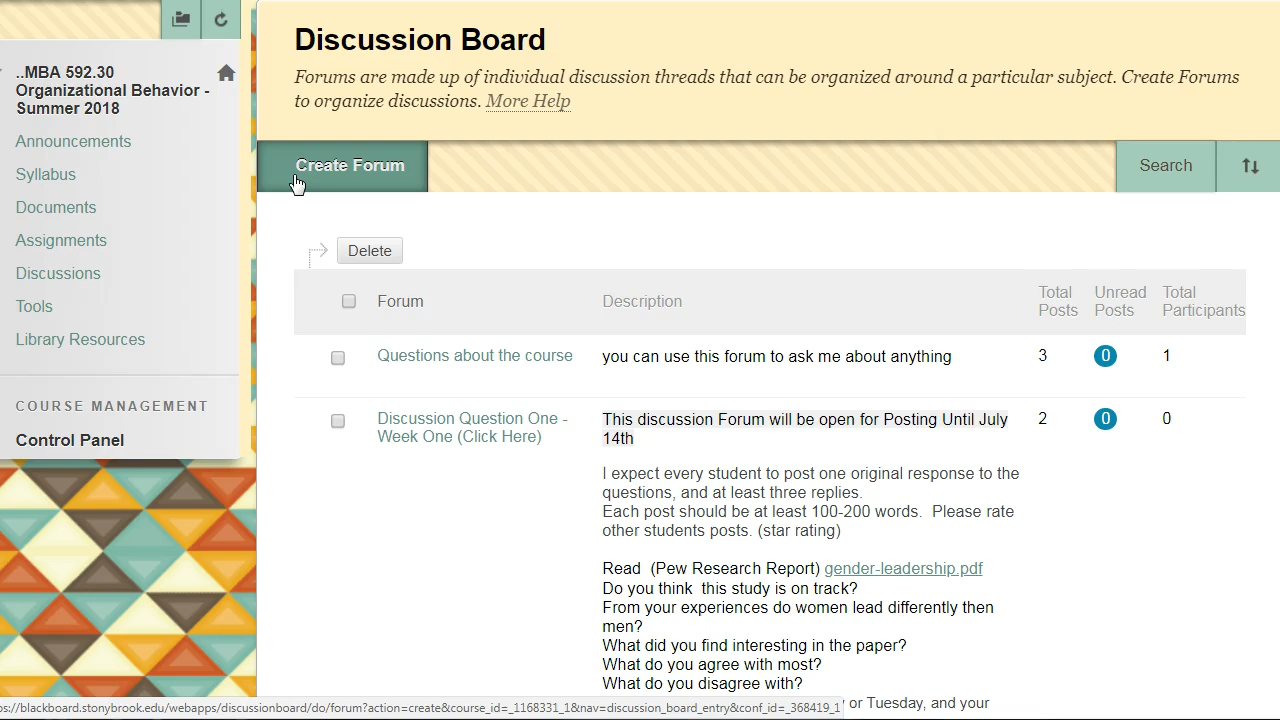 Discussion Board
Forums are made up of individual discussion threads that can be organized around a particular subject. Create Forums
to organize discussions. More Help
..MBA 592.30
Organizational Behavior -
Summer 2018
Announcements
Syllabus
Documents
Assignments
Discussions
Tools
Library Resources
COURSE MANAGEMENT
Control Panel
Create Forum
Search
Delete
Forum
Description
Total
Posts
Unread
Posts
Total
Participants
Questions about the course
you can use this forum to ask me about anything
3
0
1
Discussion Question One -
Week One (Click Here)
This discussion Forum will be open for Posting Until July
14th
2
0
0
I expect every student to post one original response to the
questions, and at least three replies.
Each post should be at least 100-200 words.  Please rate
other students posts. (star rating)
Read  (Pew Research Report) gender-leadership.pdf
Do you think  this study is on track?
From your experiences do women lead differently then
men?
What did you find interesting in the paper?
What do you agree with most?
What do you disagree with?
or Tuesday, and your
os://blackboard.stonybrook.edu/webapps/discussionboard/do/forum?action=create&course_id=_1168331_1&nav=discussion_board_entry&conf_id=_368419_1